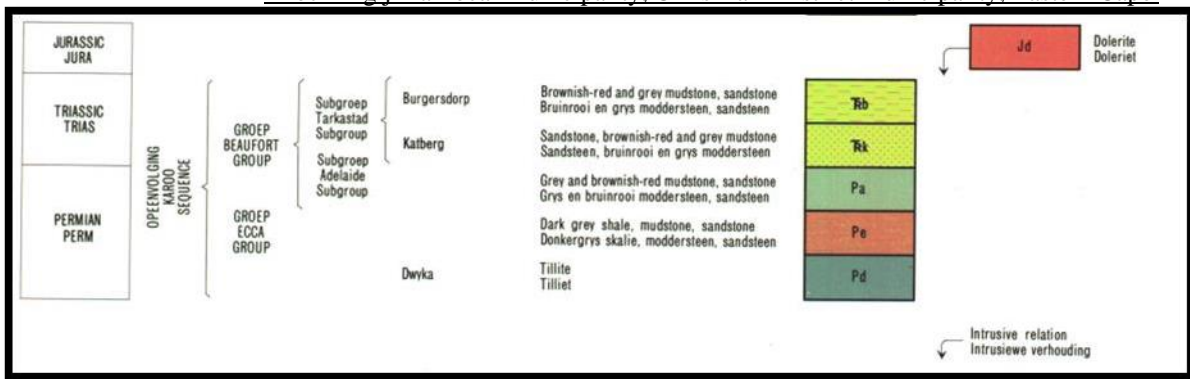 JURASSIC
JURA
TRIASSIC
TRIAS
PERMIAN
PERM
OPEENVOLGING
KAROO
SEQUENCE
GROEP
BEAUFORT
GROUP
GROEP
ECCA
GROUP
Subgroep
Tarkastad
Subgroup
Subgroep
Adelaide
Subgroup
Burgersdorp
Katberg
Dwyka
Brownish-red and grey mudstone, sandstone
Bruinrooi en grys moddersteen, sandsteen
Sandstone, brownish-red and grey mudstone
Sandsteen, bruinrooi en grys moddersteen
Grey and brownish-red mudstone, sandstone
Grys en bruinrooi moddersteen, sandsteen
Dark grey shale, mudstone, sandstone
Donkergrys skalie, moddersteen, sandsteen
Tillite
Tilliet
Pa
Pe
Pd
Jd
Dolerite
Doleriet
Intrusive relation
Intrusiewe verhouding